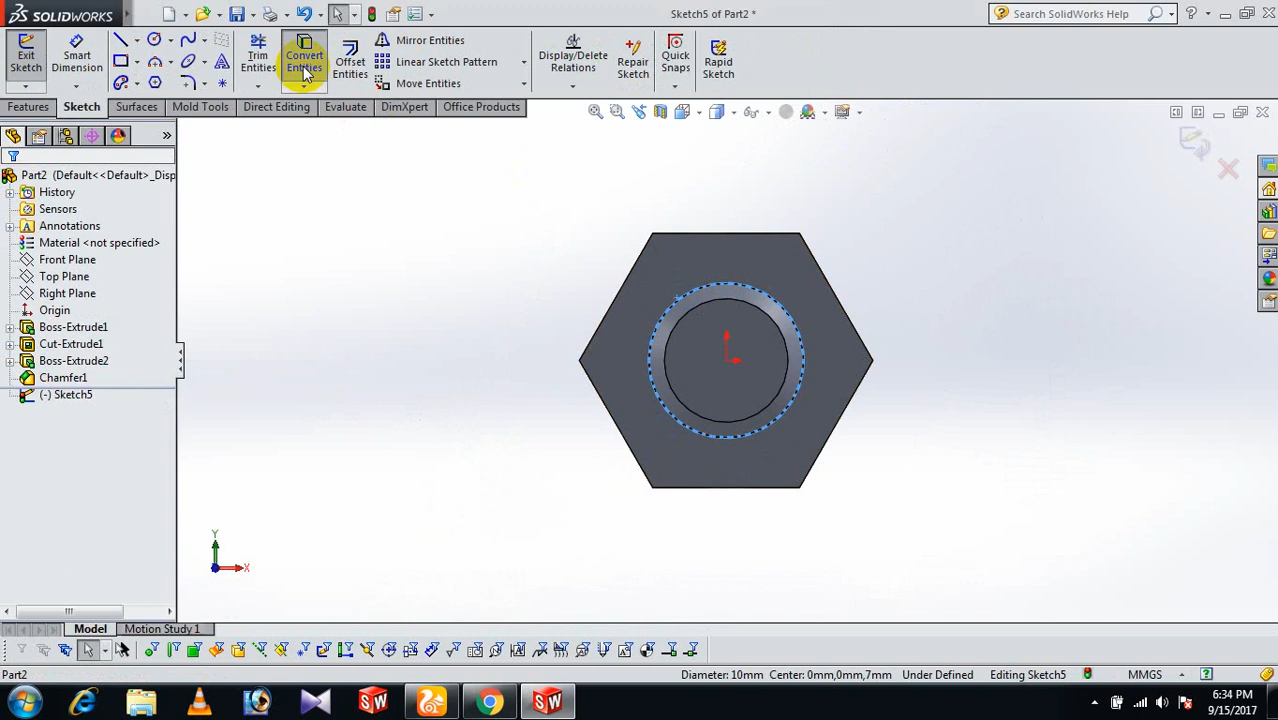 SOLIDWORKS
Sketch5 of Part2 *
Search SolidWorks Help
Exit Sketch
Smart Dimension
Trim Entities
Convert Entities
Offset Entities
Mirror Entities
Linear Sketch Pattern
Move Entities
Display/Delete Relations
Repair Sketch
Quick Snaps
Rapid Sketch
Features
Sketch
Surfaces
Mold Tools
Direct Editing
Evaluate
DimXpert
Office Products
Part2 (Default<<Default>_Disp
History
Sensors
Annotations
Material <not specified>
Front Plane
Top Plane
Right Plane
Origin
Boss-Extrude1
Cut-Extrude1
Boss-Extrude2
Chamfer1
(-) Sketch5
Y
X
Model
Motion Study 1
Part2
Diameter: 10mm Center: 0mm,0mm,7mm
Under Defined
Editing Sketch5
MMGS
6:34 PM
9/15/2017